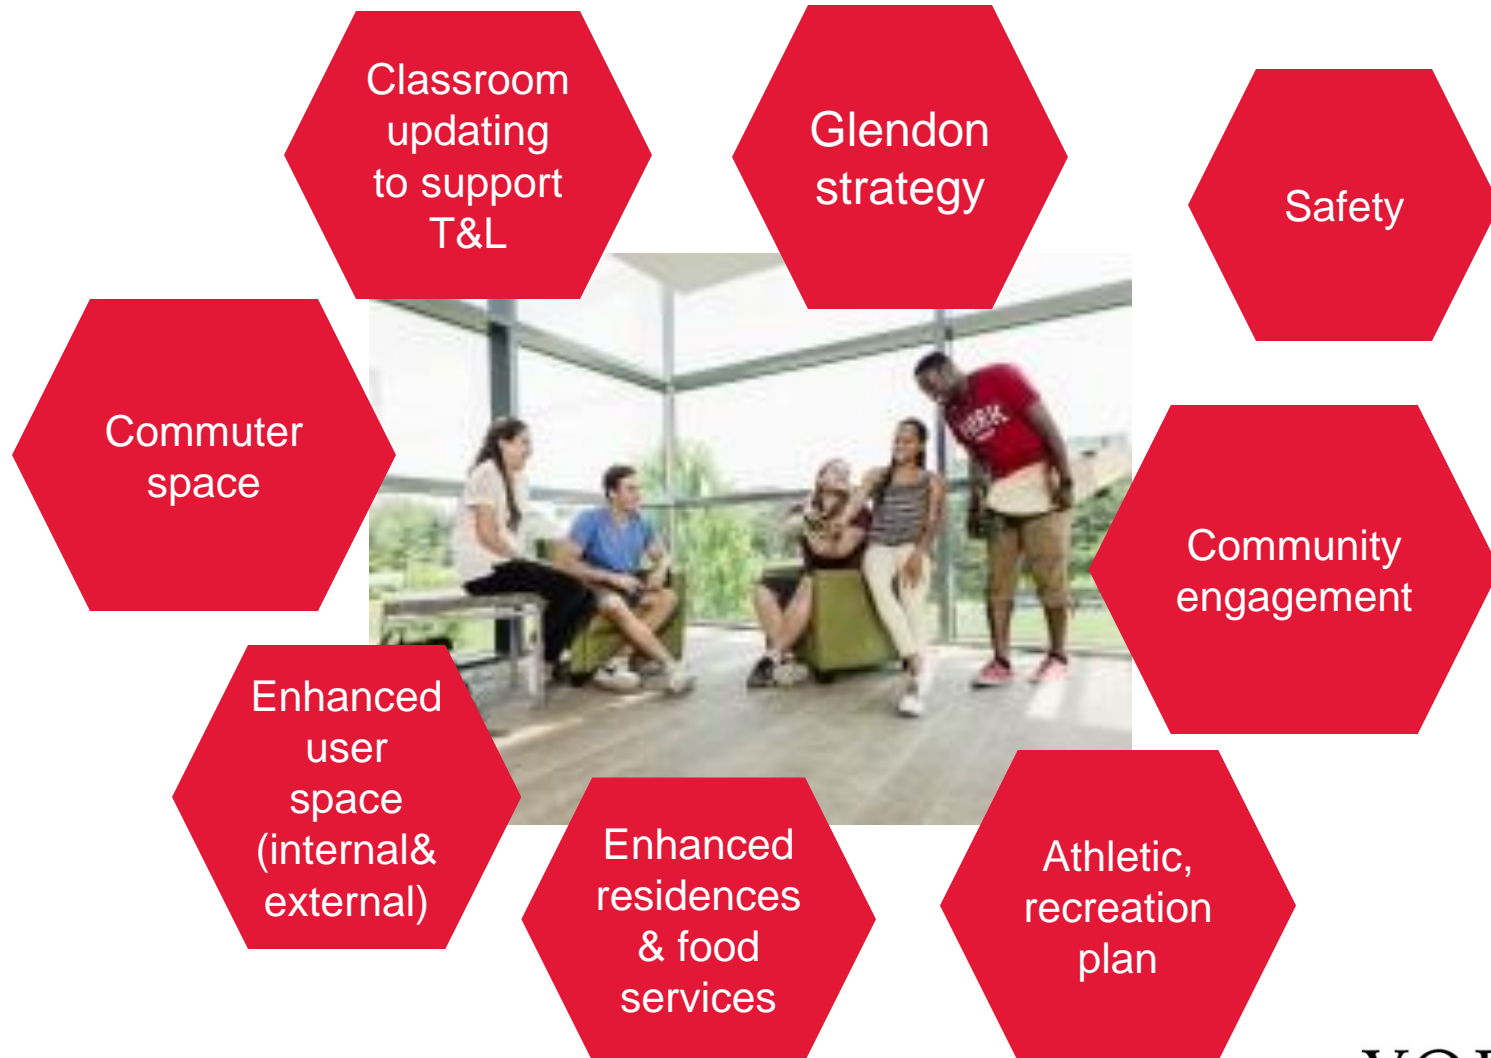 Classroom
updating
to support
T&L
Glendon
strategy
Safety
Commuter
space
Community
engagement
Enhanced
user
space
(internal&
external)
Enhanced
residences
& food
services
Athletic,
recreation
plan